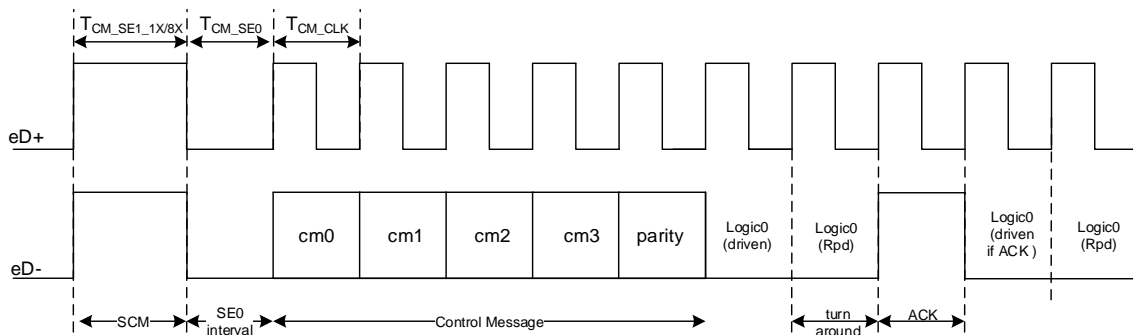 TCM_SE1_1X/8X TCM_SE0 TCM_CLK
eD+
cm0 cm1 cm2 cm3 parity
Logic0
(driven)
Logic0
(Rpd)
Logic0
(driven
if ACK )
Logic0
(Rpd)
eD-
SCM
SE0
interval
Control Message
turn
around
ACK